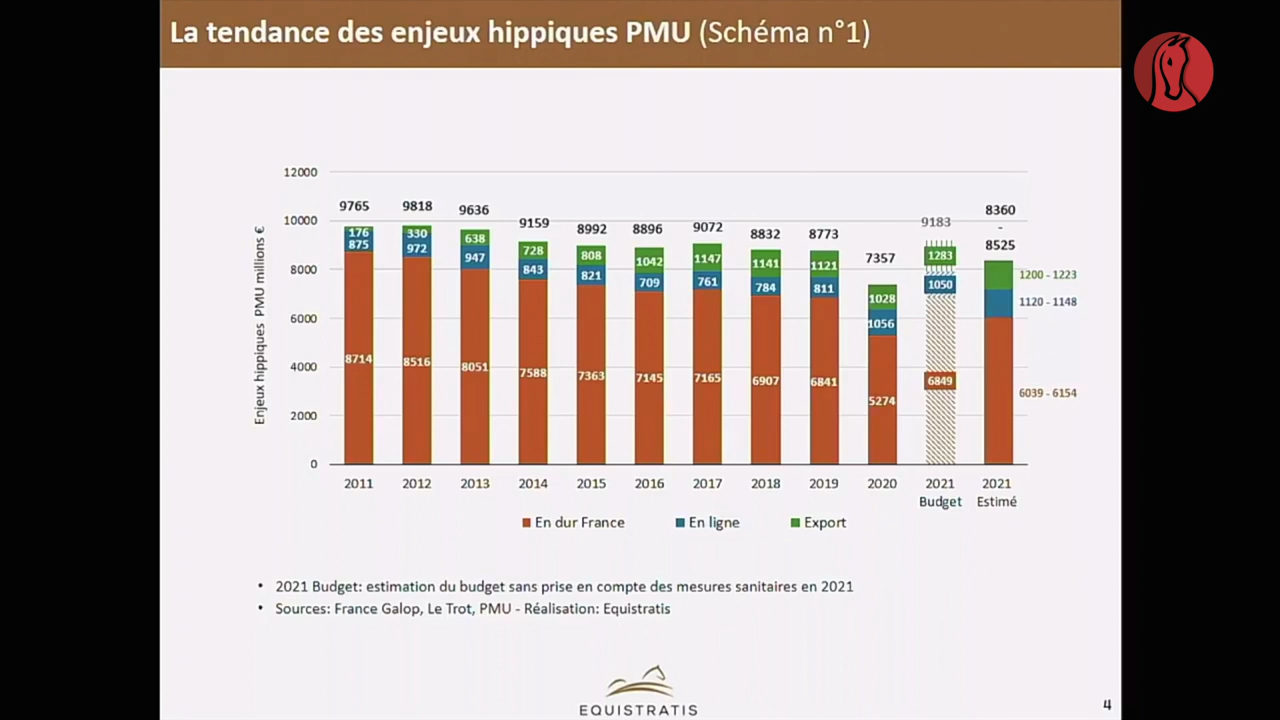 La tendance des enjeux hippiques PMU (Schéma n°1)
Enjeux hippiques PMU millions €
12000
10000
8000
6000
4000
2000
0
9765 9818 9636 9159 8992 8896 9072 8832 8773 7357 9183 8360 - 8525
176 330 638 728 808 1042 1147 1141 1121 1028 1283 1200 - 1223
875 972 947 843 821 709 761 784 811 1056 1050 1120 - 1148
8714 8516 8051 7588 7363 7145 7165 6907 6841 5274 6849 6039 - 6154
2011 2012 2013 2014 2015 2016 2017 2018 2019 2020 2021 2021
Budget Estimé
En dur France En ligne Export
• 2021 Budget: estimation du budget sans prise en compte des mesures sanitaires en 2021
• Sources: France Galop, Le Trot, PMU - Réalisation: Equistratis
EQUISTRATIS
4